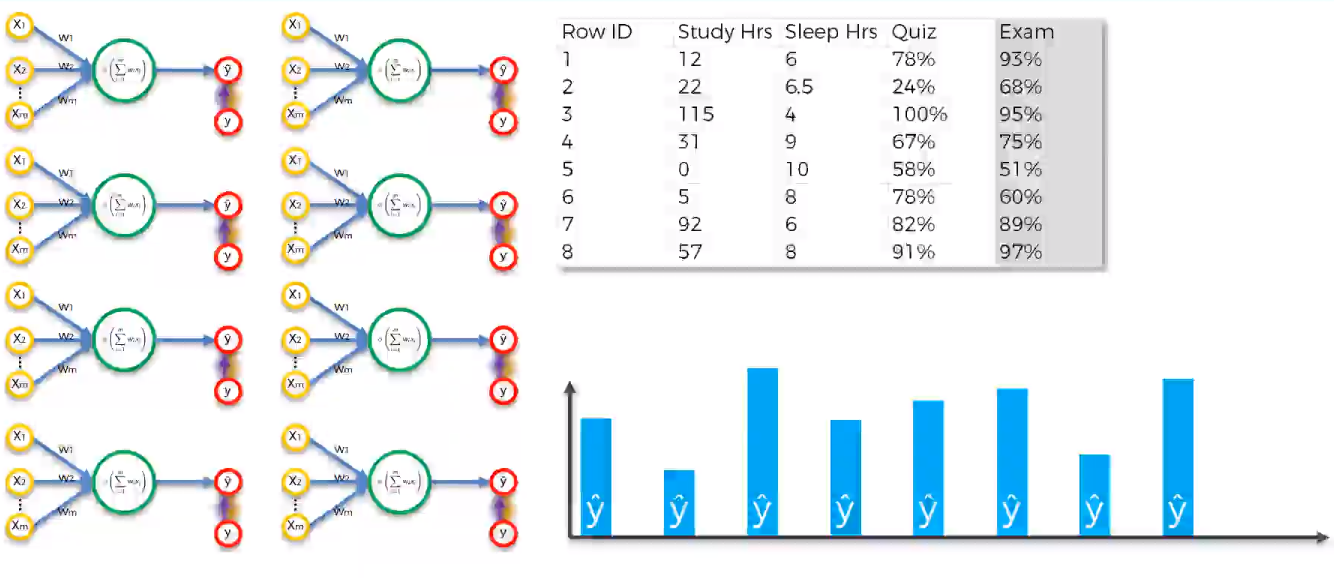 X1 w1 X1 w1
X2 w2 ŷ X2 w2 ŷ
Xm wm y Xm wm y
X1 w1 X1 w1
X2 w2 ŷ X2 w2 ŷ
Xm wm y Xm wm y
X1 w1 X1 w1
X2 w2 ŷ X2 w2 ŷ
Xm wm y Xm wm y
X1 w1 X1 w1
X2 w2 ŷ X2 w2 ŷ
Xm wm y Xm wm y
Row ID Study Hrs Sleep Hrs Quiz Exam
1 12 6 78% 93%
2 22 6.5 24% 68%
3 115 4 100% 95%
4 31 9 67% 75%
5 0 10 58% 51%
6 5 8 78% 60%
7 92 6 82% 89%
8 57 8 91% 97%
ŷ ŷ ŷ ŷ ŷ ŷ ŷ ŷ